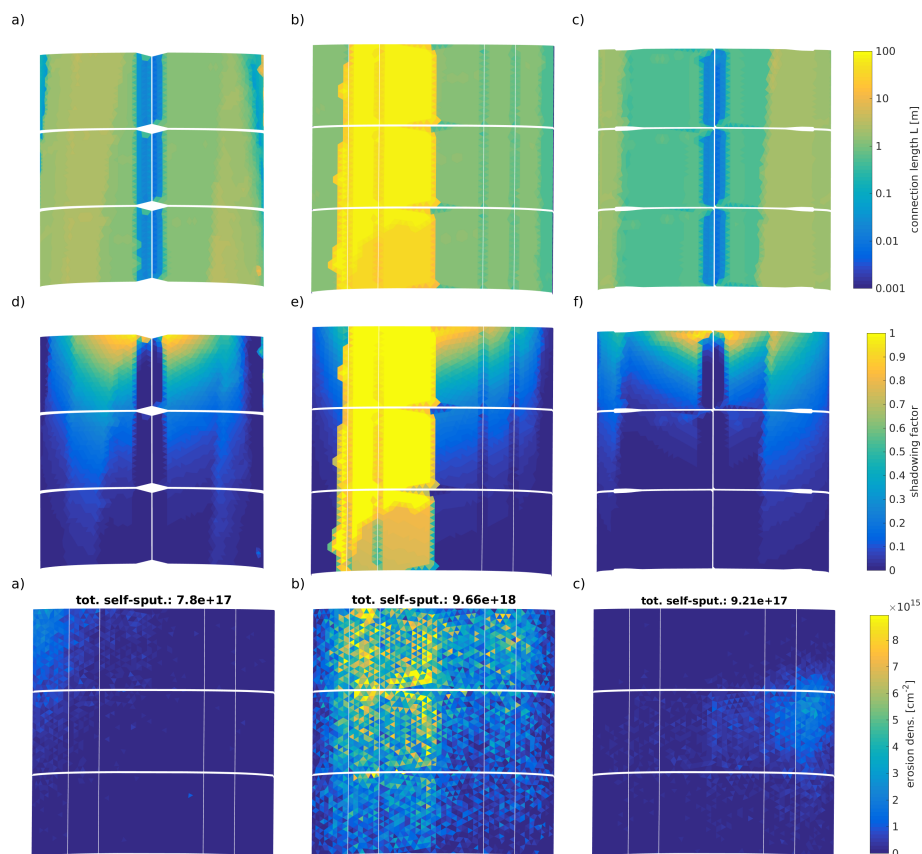 a)
b)
c)
100
10
1
0.1
0.01
0.001
connection length L [m]
d)
e)
f)
1
0.9
0.8
0.7
0.6
0.5
0.4
0.3
0.2
0.1
0
shadowing factor
a)
b)
c)
tot. self-sput.: 7.8e+17
tot. self-sput.: 9.66e+18
tot. self-sput.: 9.21e+17
×10¹⁵
8
7
6
5
4
3
2
1
0
erosion dens. [cm⁻²]